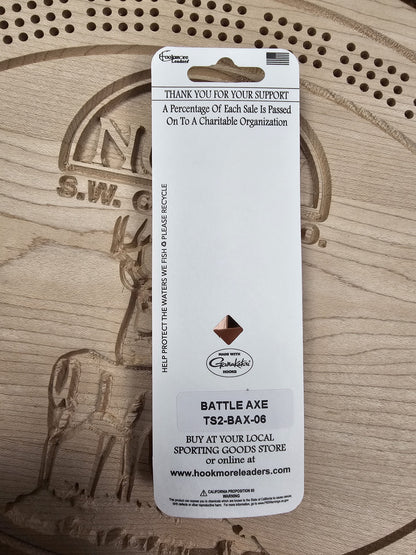 Hookmore
Leaders
THANK YOU FOR YOUR SUPPORT
A Percentage Of Each Sale Is Passed
On To A Charitable Organization
HELP PROTECT THE WATERS WE FISH ♻ PLEASE RECYCLE
MADE WITH
Gamakatsu
HOOKS
BATTLE AXE
TS2-BAX-06
BUY AT YOUR LOCAL
SPORTING GOODS STORE
or online at
www.hookmoreleaders.com
⚠ CALIFORNIA PROPOSITION 65
WARNING
S.W.